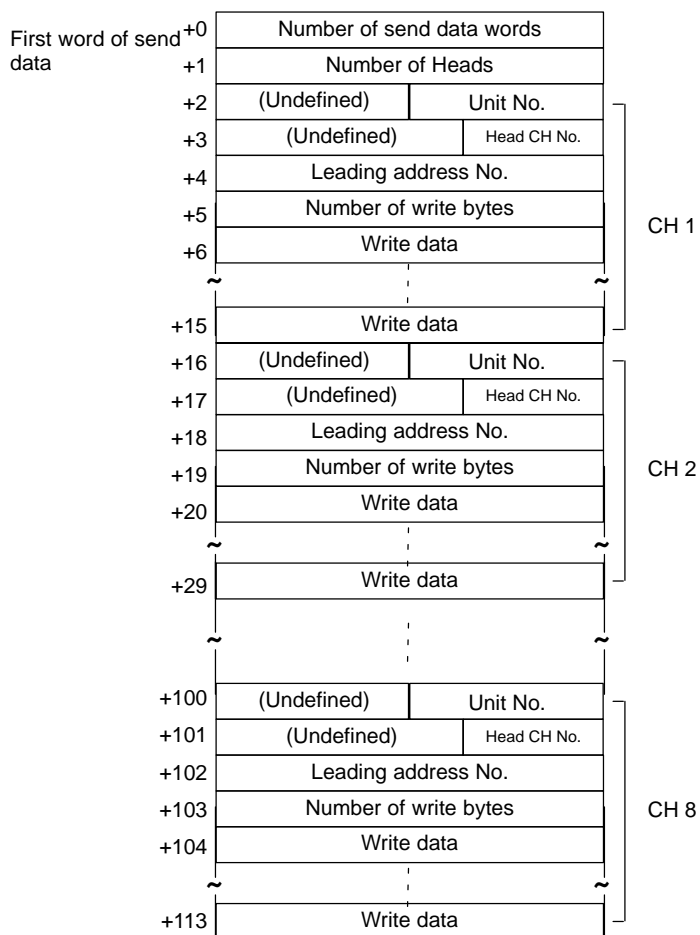 First word of send
data
+0 Number of send data words
+1 Number of Heads
+2 (Undefined) Unit No.
+3 (Undefined) Head CH No.
+4 Leading address No.
+5 Number of write bytes
+6 Write data
CH 1
+15 Write data
+16 (Undefined) Unit No.
+17 (Undefined) Head CH No.
+18 Leading address No.
+19 Number of write bytes
+20 Write data
CH 2
+29 Write data
+100 (Undefined) Unit No.
+101 (Undefined) Head CH No.
+102 Leading address No.
+103 Number of write bytes
+104 Write data
CH 8
+113 Write data